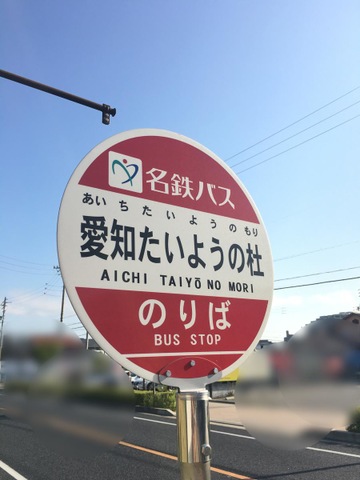 名鉄バス
あいちたいようのもり
愛知たいようの杜
AICHI TAIYŌ NO MORI
のりば
BUS STOP